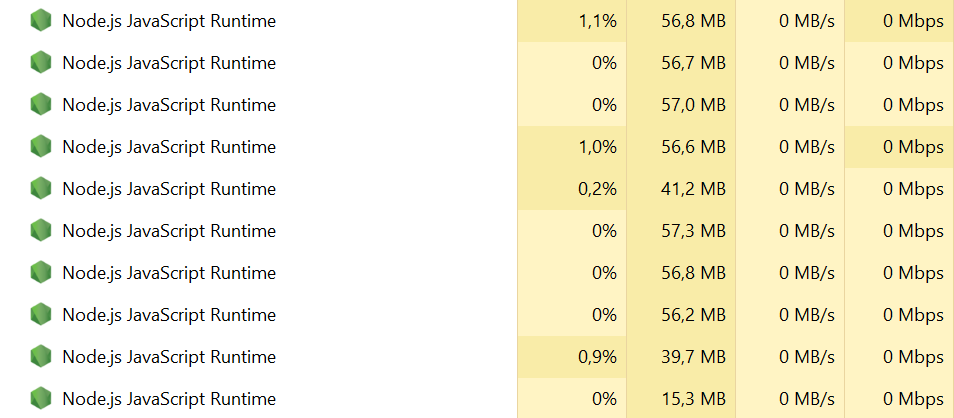 Node.js JavaScript Runtime 1,1% 56,8 MB 0 MB/s 0 Mbps
Node.js JavaScript Runtime 0% 56,7 MB 0 MB/s 0 Mbps
Node.js JavaScript Runtime 0% 57,0 MB 0 MB/s 0 Mbps
Node.js JavaScript Runtime 1,0% 56,6 MB 0 MB/s 0 Mbps
Node.js JavaScript Runtime 0,2% 41,2 MB 0 MB/s 0 Mbps
Node.js JavaScript Runtime 0% 57,3 MB 0 MB/s 0 Mbps
Node.js JavaScript Runtime 0% 56,8 MB 0 MB/s 0 Mbps
Node.js JavaScript Runtime 0% 56,2 MB 0 MB/s 0 Mbps
Node.js JavaScript Runtime 0,9% 39,7 MB 0 MB/s 0 Mbps
Node.js JavaScript Runtime 0% 15,3 MB 0 MB/s 0 Mbps